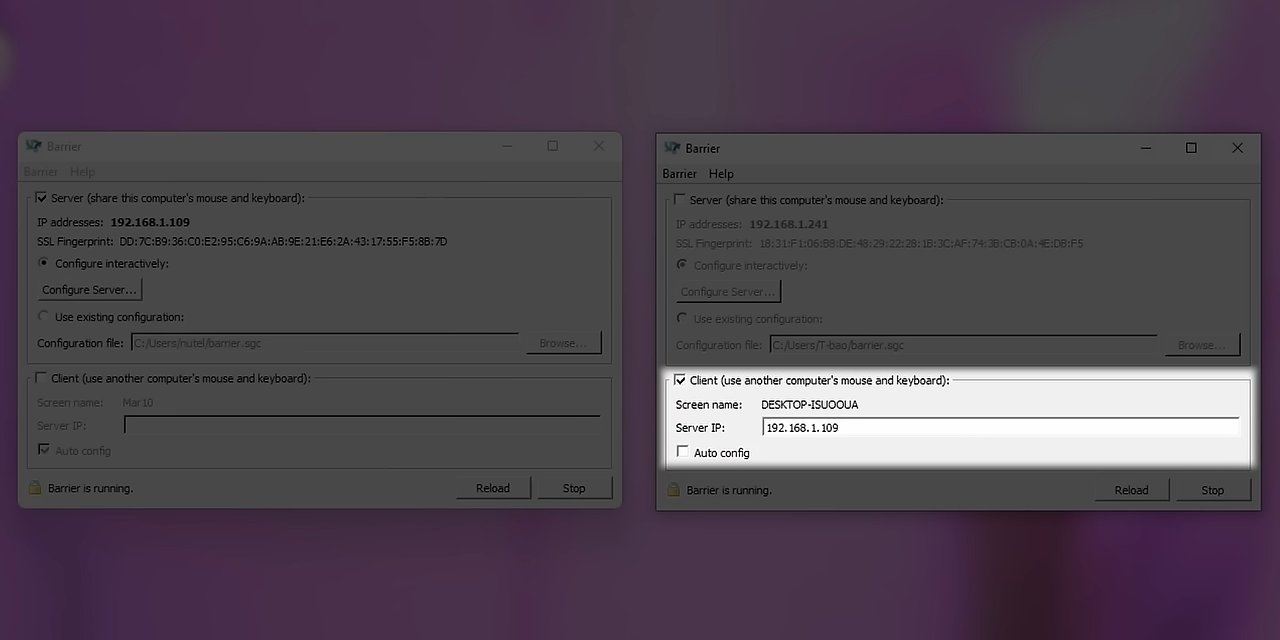 Barrier
Barrier Help
Server (share this computer's mouse and keyboard):
IP addresses: 192.168.1.109
SSL Fingerprint: DD:7C:B9:36:C0:E2:95:C6:9A:AB:9E:21:E6:2A:43:17:55:F5:8B:7D
Configure interactively:
Configure Server...
Use existing configuration:
Configuration file: C:/Users/nutel/barrier.sgc Browse...
Client (use another computer's mouse and keyboard):
Screen name: Mar10
Server IP:
Auto config
Barrier is running. Reload Stop
Barrier
Barrier Help
Server (share this computer's mouse and keyboard):
IP addresses: 192.168.1.241
SSL Fingerprint: 18:31:F1:06:B8:DE:48:29:22:28:1B:3C:AF:74:3B:CB:0A:4E:DB:F5
Configure interactively:
Configure Server...
Use existing configuration:
Configuration file: C:/Users/T-bao/barrier.sgc Browse...
Client (use another computer's mouse and keyboard):
Screen name: DESKTOP-ISUOOUA
Server IP: 192.168.1.109
Auto config
Barrier is running. Reload Stop